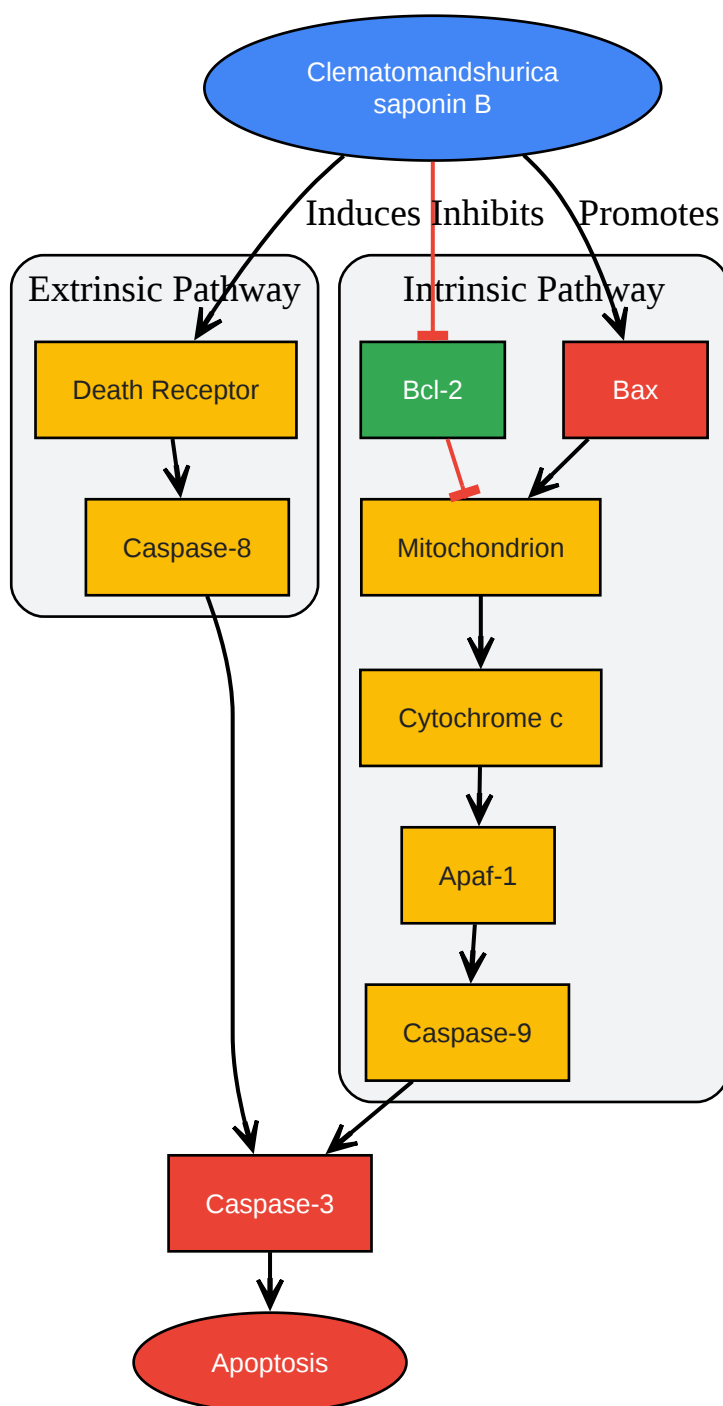 Clematomandshurica
saponin B
Induces
Inhibits
Promotes
Extrinsic Pathway
Intrinsic Pathway
Death Receptor
Bcl-2
Bax
Caspase-8
Mitochondrion
Cytochrome c
Apaf-1
Caspase-9
Caspase-3
Apoptosis